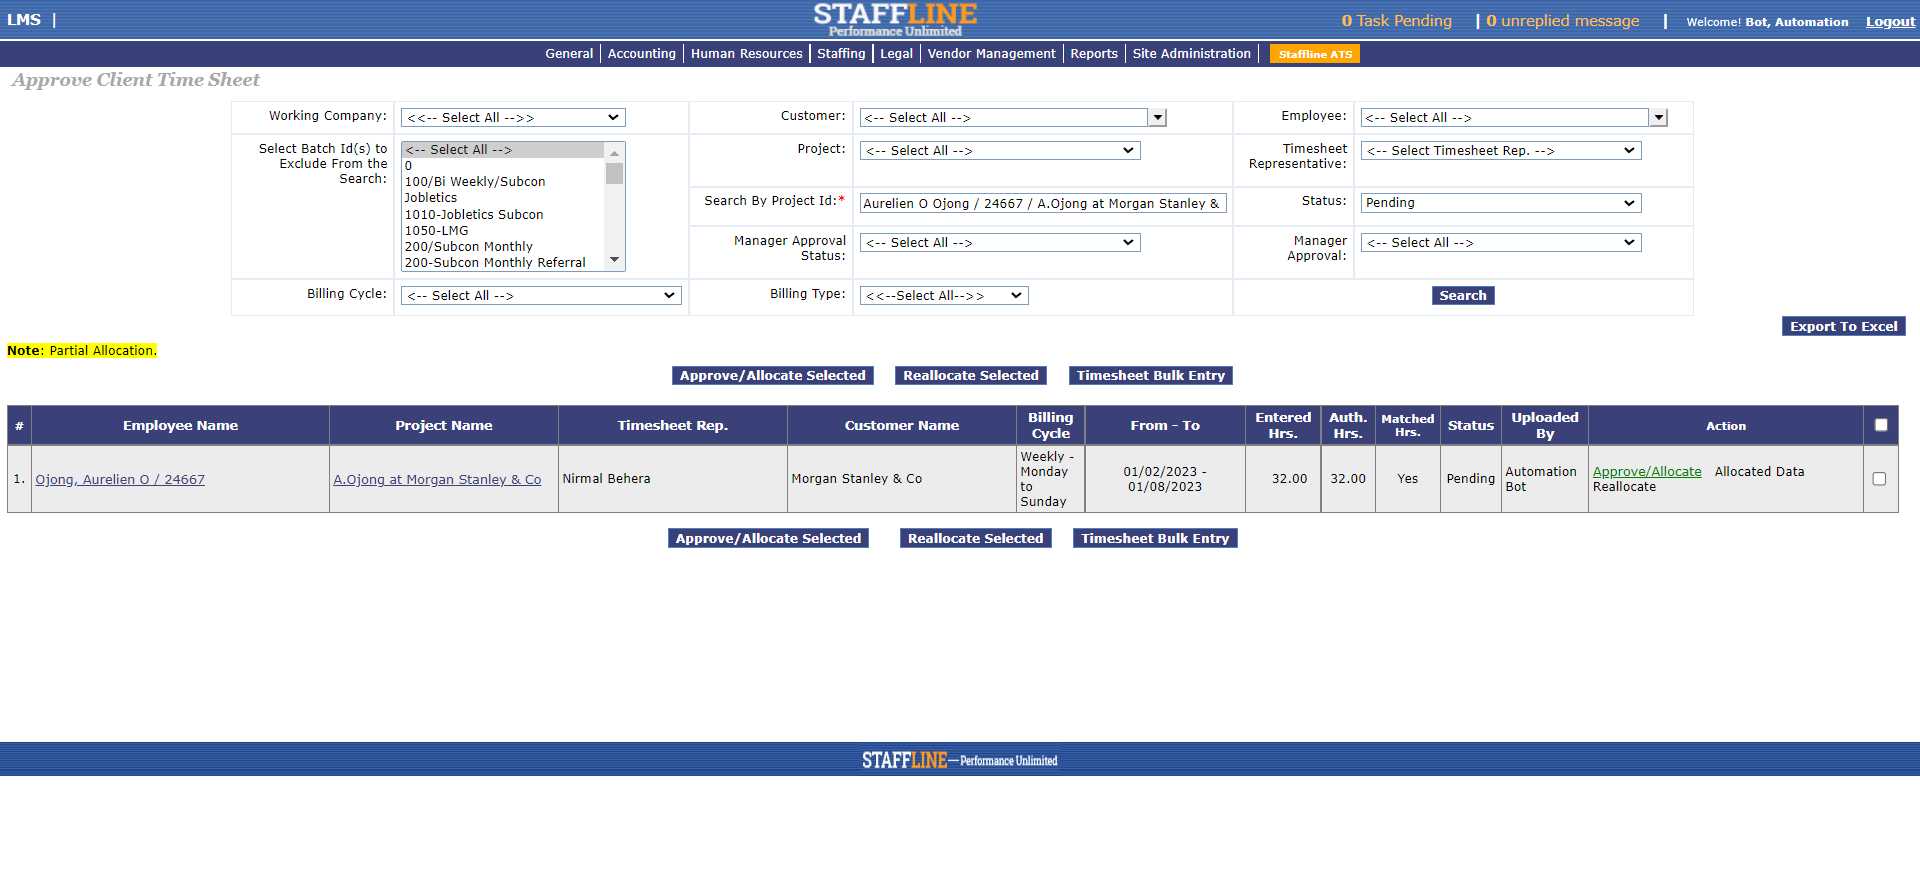 LMS |
STAFFLINE
Performance Unlimited
0 Task Pending | 0 unreplied message | Welcome! Bot, Automation Logout
General Accounting Human Resources Staffing Legal Vendor Management Reports Site Administration Staffline ATS
Approve Client Time Sheet
Working Company: <<-- Select All -->> Customer: <-- Select All --> Employee: <-- Select All -->
Select Batch Id(s) to
Exclude From the
Search:
<-- Select All -->
0
100/Bi Weekly/Subcon
Jobletics
1010-Jobletics Subcon
1050-LMG
200/Subcon Monthly
200-Subcon Monthly Referral
Project: <-- Select All -->
Timesheet
Representative:
<-- Select Timesheet Rep. -->
Search By Project Id:* Aurelien O Ojong / 24667 / A.Ojong at Morgan Stanley &
Status: Pending
Manager Approval
Status:
<-- Select All -->
Manager
Approval:
<-- Select All -->
Billing Cycle: <-- Select All --> Billing Type: <<--Select All-->> Search
Export To Excel
Note: Partial Allocation.
Approve/Allocate Selected Reallocate Selected Timesheet Bulk Entry
# Employee Name Project Name Timesheet Rep. Customer Name
Billing
Cycle
From - To
Entered
Hrs.
Auth.
Hrs.
Matched
Hrs.
Status
Uploaded
By
Action
1. Ojong, Aurelien O / 24667 A.Ojong at Morgan Stanley & Co Nirmal Behera Morgan Stanley & Co
Weekly -
Monday
to
Sunday
01/02/2023 -
01/08/2023
32.00 32.00 Yes Pending
Automation
Bot
Approve/Allocate Allocated Data
Reallocate
Approve/Allocate Selected Reallocate Selected Timesheet Bulk Entry
STAFFLINE—Performance Unlimited